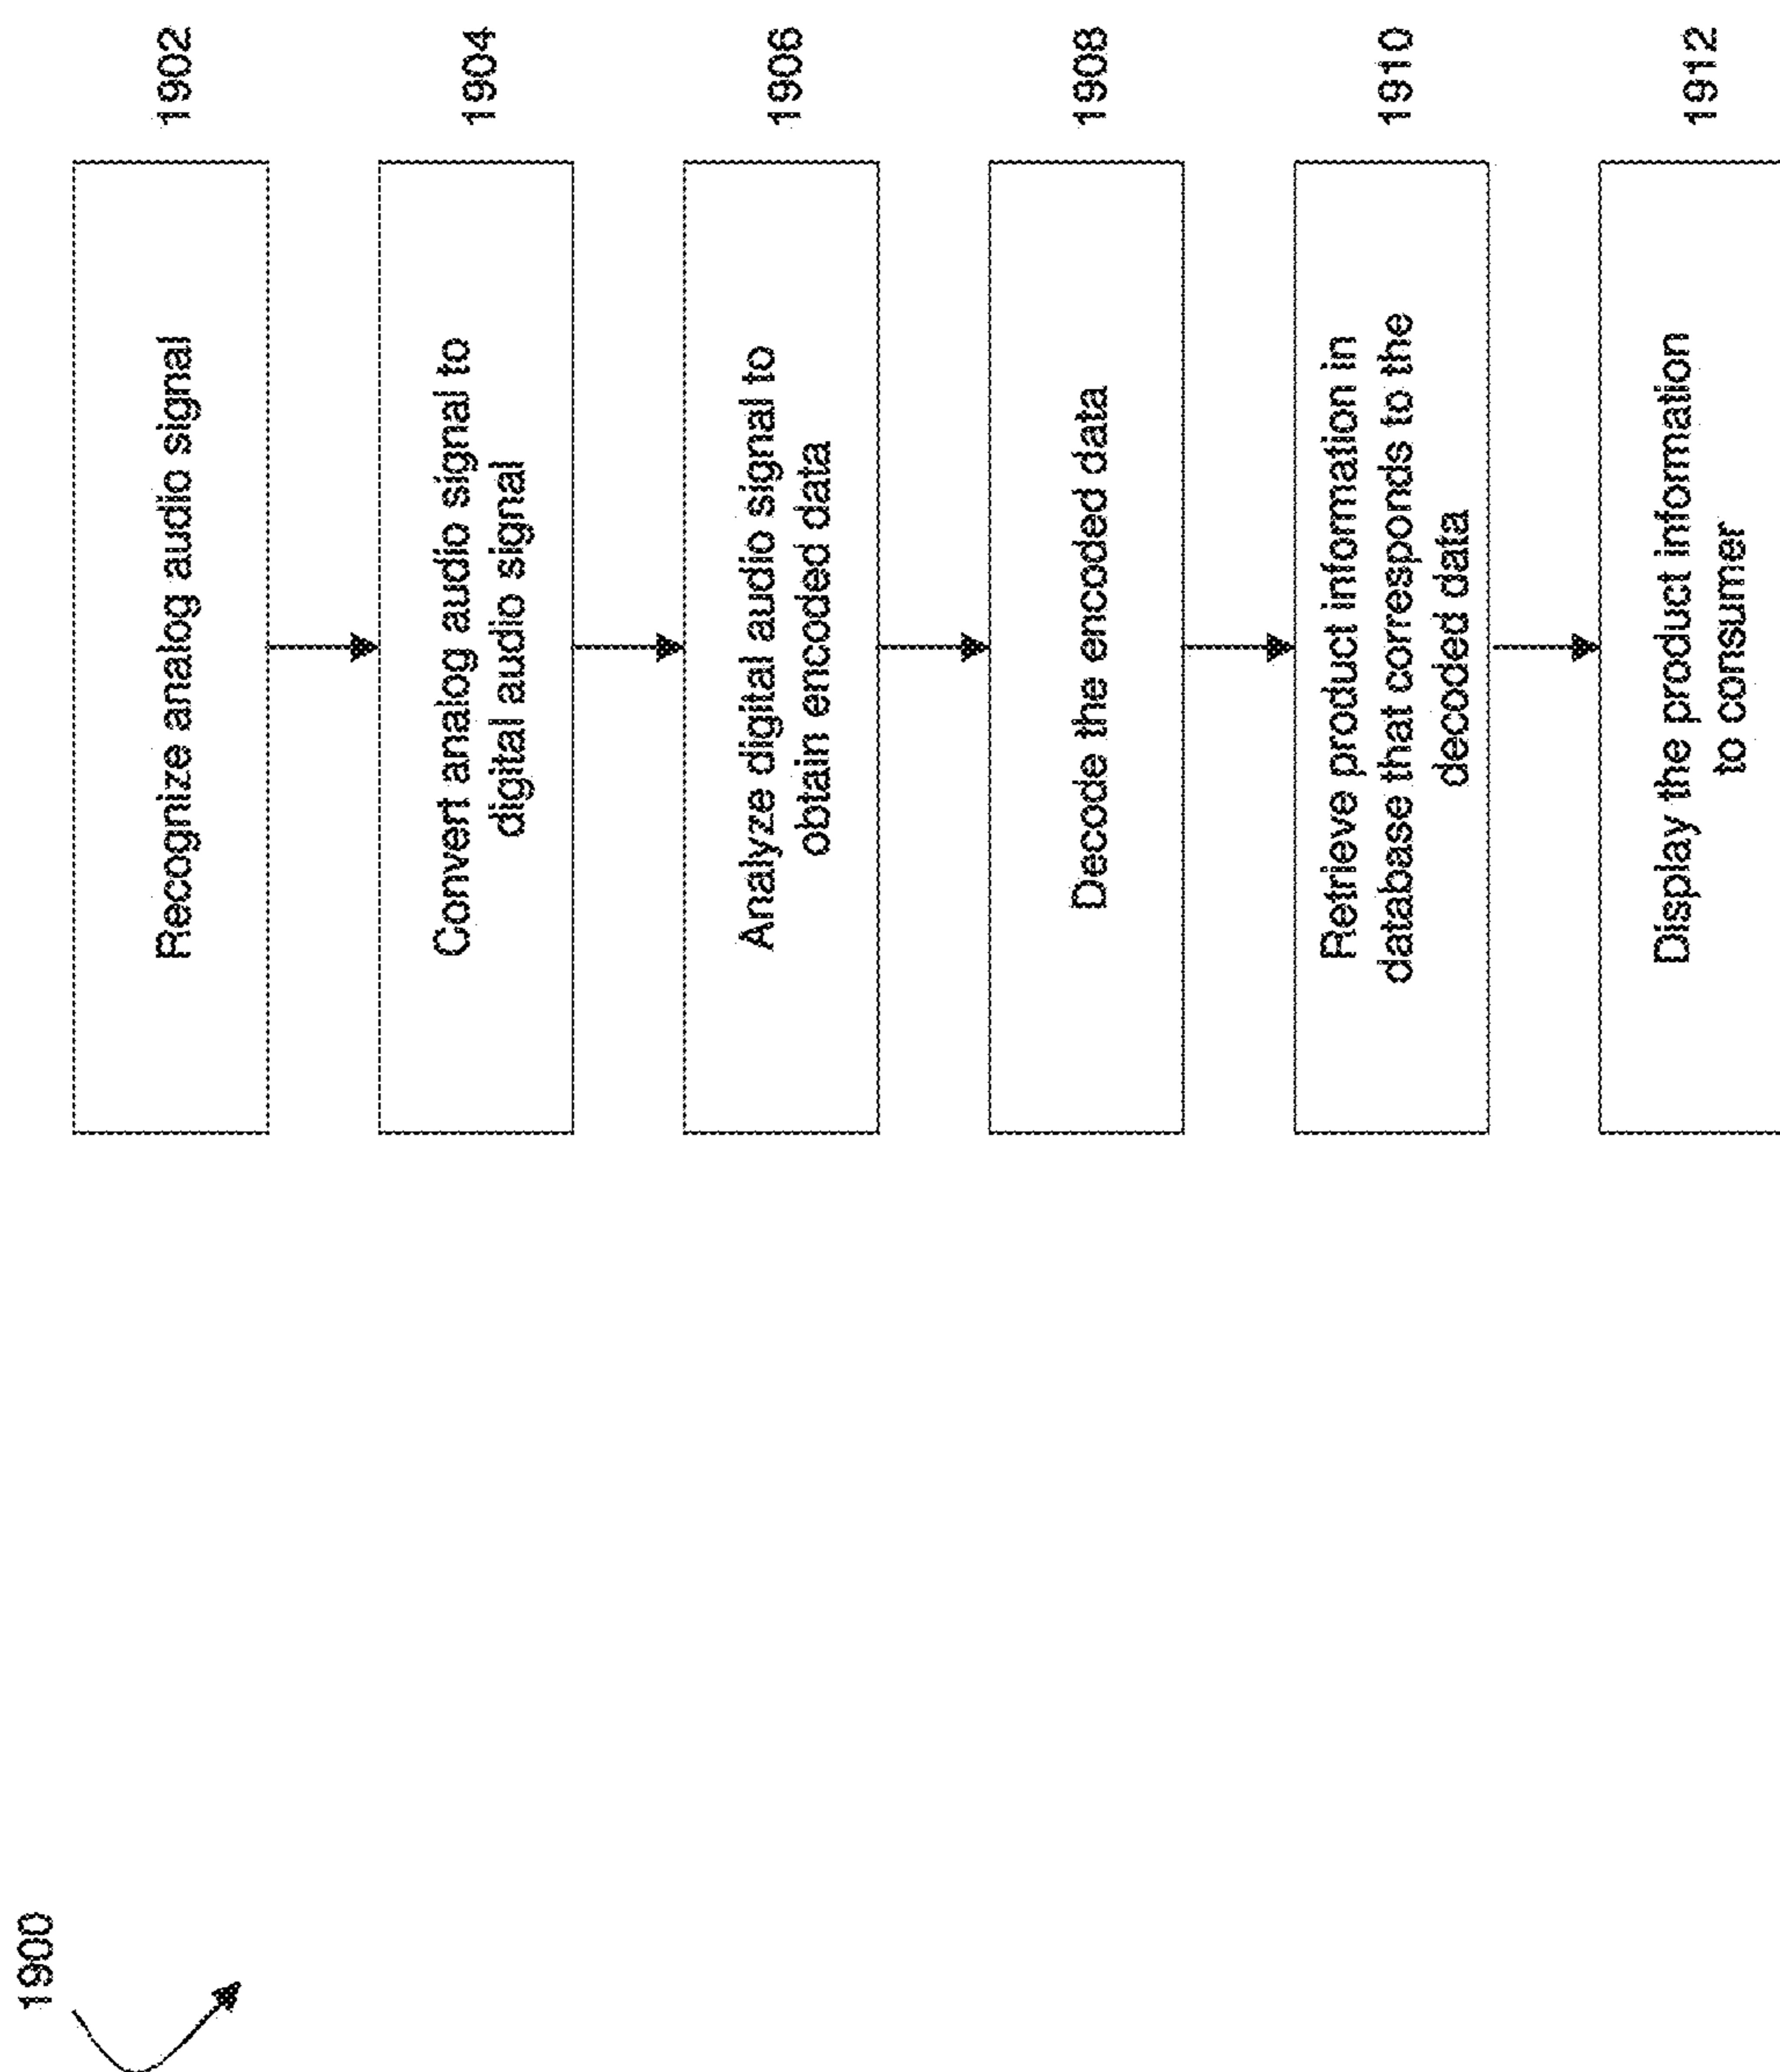 1900
Recognize analog audio signal
1902
Convert analog audio signal to
digital audio signal
1904
Analyze digital audio signal to
obtain encoded data
1906
Decode the encoded data
1908
Retrieve product information in
database that corresponds to the
decoded data
1910
Display the product information
to consumer
1912